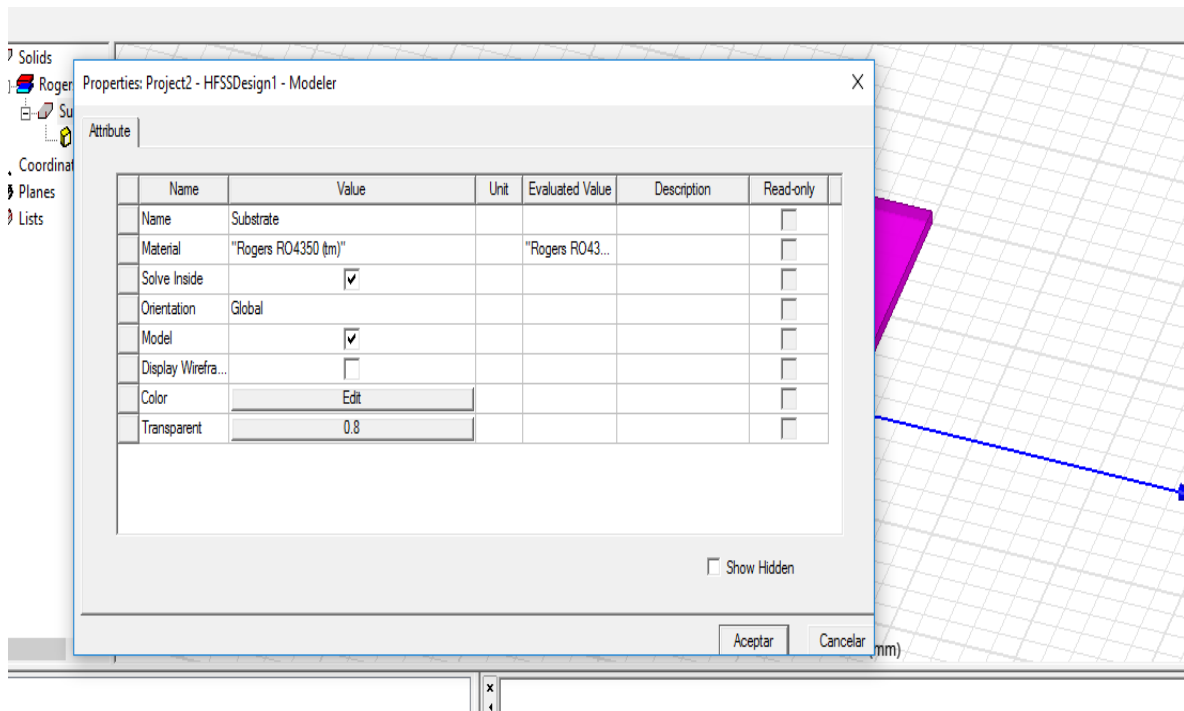 Solids
Roger
Su
Coordinat
Planes
Lists
Properties: Project2 - HFSSDesign1 - Modeler
X
Attribute
Name Value Unit Evaluated Value Description Read-only
Name Substrate
Material "Rogers RO4350 (tm)" "Rogers RO43...
Solve Inside
Orientation Global
Model
Display Wirefra...
Color Edit
Transparent 0.8
Show Hidden
Aceptar Cancelar
mm)
x